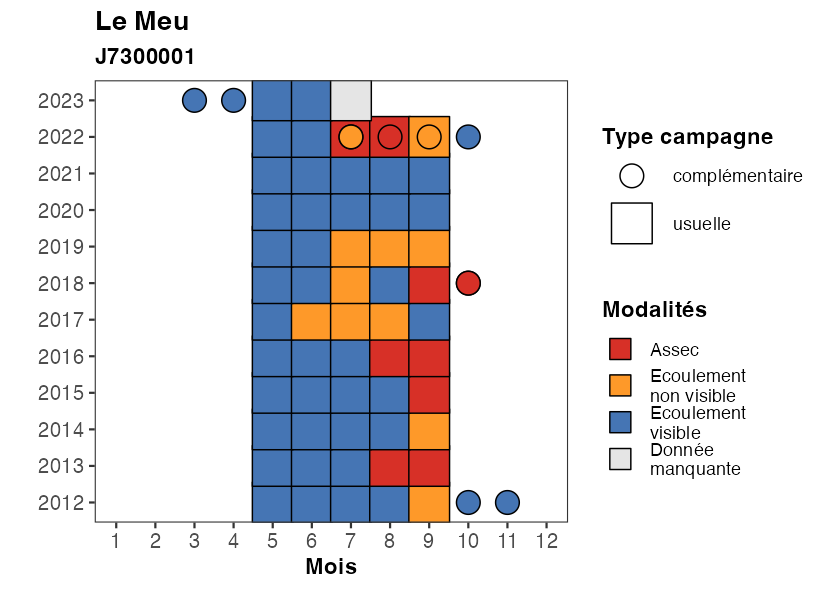 Le Meu
J7300001
2023
2022
2021
2020
2019
2018
2017
2016
2015
2014
2013
2012
1 2 3 4 5 6 7 8 9 10 11 12
Mois
Type campagne
complémentaire
usuelle
Modalités
Assec
Ecoulement
non visible
Ecoulement
visible
Donnée
manquante